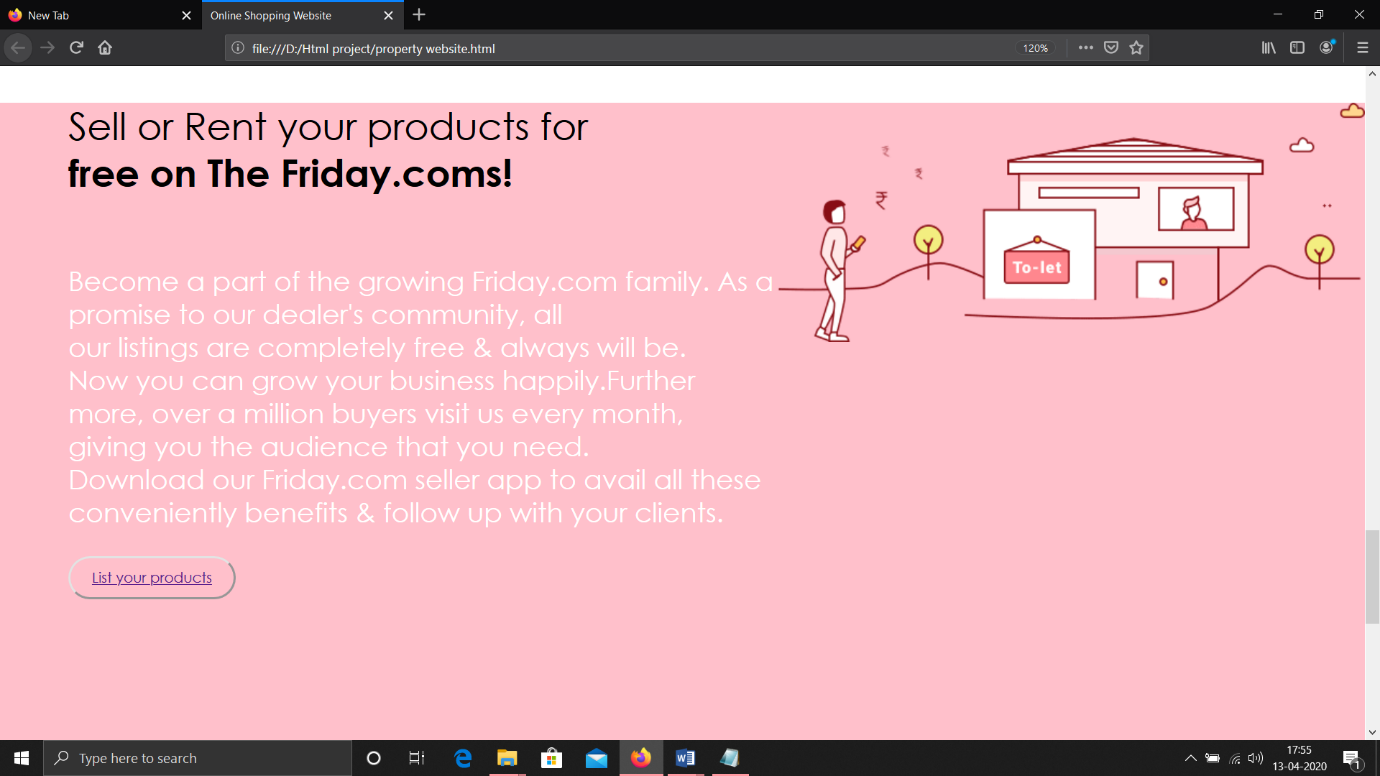 New Tab
Online Shopping Website
file:///D:/Html project/property website.html
120%
Sell or Rent your products for
free on The Friday.coms!
₹
₹
₹
To-let
Become a part of the growing Friday.com family. As a
promise to our dealer's community, all
our listings are completely free & always will be.
Now you can grow your business happily.Further
more, over a million buyers visit us every month,
giving you the audience that you need.
Download our Friday.com seller app to avail all these
conveniently benefits & follow up with your clients.
List your products
Type here to search
17:55
13-04-2020
1